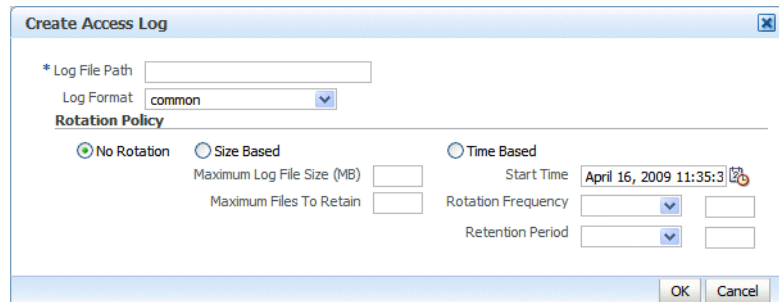 Create Access Log
* Log File Path
Log Format common
Rotation Policy
No Rotation Size Based Time Based
Maximum Log File Size (MB) Start Time April 16, 2009 11:35:3
Maximum Files To Retain Rotation Frequency
Retention Period
OK Cancel